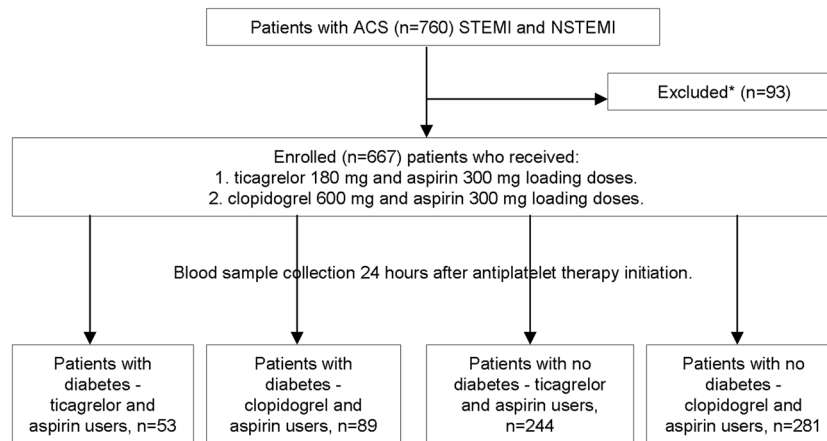 Patients with ACS (n=760) STEMI and NSTEMI
Excluded* (n=93)
Enrolled (n=667) patients who received:
1. ticagrelor 180 mg and aspirin 300 mg loading doses.
2. clopidogrel 600 mg and aspirin 300 mg loading doses.
Blood sample collection 24 hours after antiplatelet therapy initiation.
Patients with
diabetes -
ticagrelor and
aspirin users, n=53
Patients with
diabetes -
clopidogrel and
aspirin users, n=89
Patients with no
diabetes - ticagrelor
and aspirin users,
n=244
Patients with no
diabetes -
clopidogrel and
aspirin users, n=281